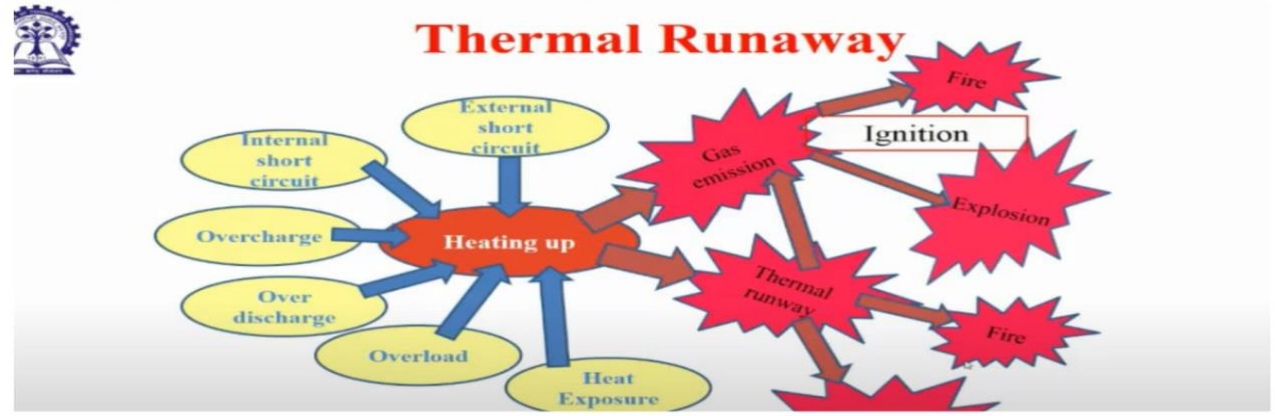 Thermal Runaway
Fire
External
short
circuit
Ignition
Internal
short
circuit
Gas
emission
Explosion
Overcharge
Heating up
Thermal
runway
Over
discharge
Fire
Overload
Heat
Exposure